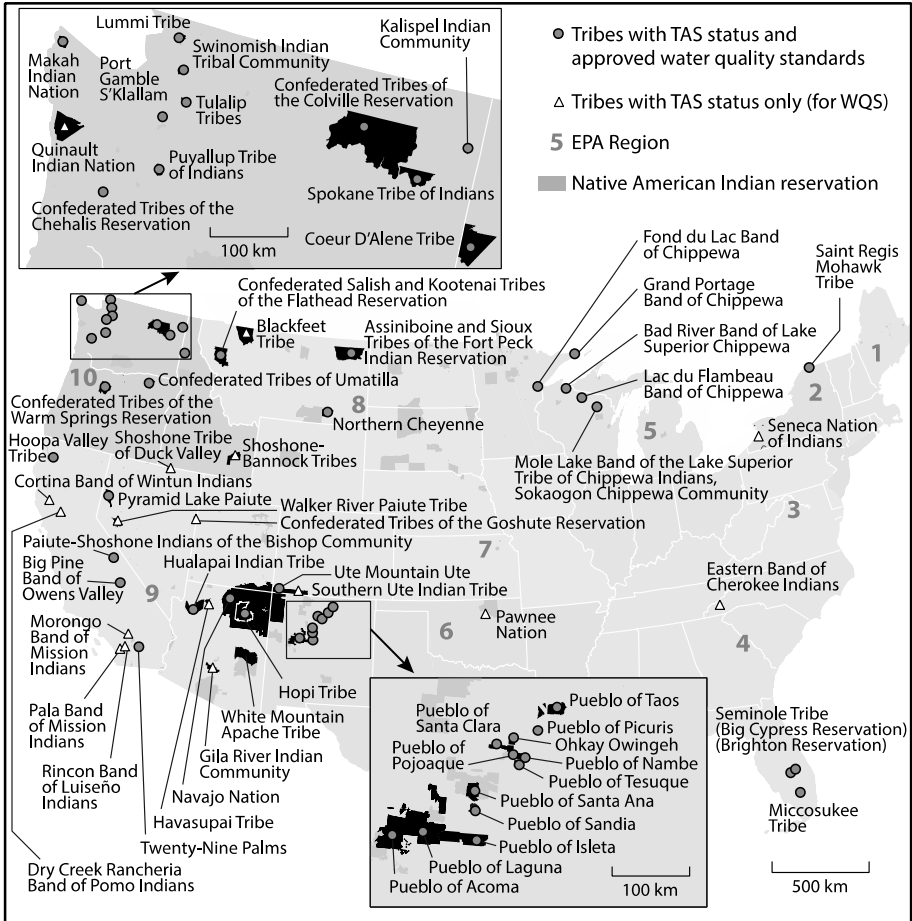 Lummi Tribe
Makah
Indian
Nation
Port
Gamble
S'Klallam
Swinomish Indian
Tribal Community
Tulalip
Tribes
Quinault
Indian Nation
Puyallup Tribe
of Indians
Confederated Tribes of the
Chehalis Reservation
Kalispel Indian
Community
Confederated Tribes of
the Colville Reservation
Spokane Tribe of Indians
Coeur D'Alene Tribe
100 km
Tribes with TAS status and
approved water quality standards
Tribes with TAS status only (for WQS)
5 EPA Region
Native American Indian reservation
Confederated Salish and Kootenai Tribes
of the Flathead Reservation
Blackfeet
Tribe
Assiniboine and Sioux
Tribes of the Fort Peck
Indian Reservation
Fond du Lac Band
of Chippewa
Grand Portage
Band of Chippewa
Bad River Band of Lake
Superior Chippewa
Lac du Flambeau
Band of Chippewa
Mole Lake Band of the Lake Superior
Tribe of Chippewa Indians,
Sokaogon Chippewa Community
Saint Regis
Mohawk
Tribe
Seneca Nation
of Indians
1
2
3
4
5
6
7
8
9
10
Confederated Tribes of Umatilla
Confederated Tribes of the
Warm Springs Reservation
Northern Cheyenne
Hoopa Valley
Tribe
Shoshone Tribe
of Duck Valley
Shoshone-
Bannock Tribes
Cortina Band of Wintun Indians
Pyramid Lake Paiute
Walker River Paiute Tribe
Confederated Tribes of the Goshute Reservation
Paiute-Shoshone Indians of the Bishop Community
Big Pine
Band of
Owens Valley
Hualapai Indian Tribe
Ute Mountain Ute
Southern Ute Indian Tribe
Pawnee
Nation
Eastern Band of
Cherokee Indians
Morongo
Band of
Mission
Indians
Pala Band
of Mission
Indians
Rincon Band
of Luiseño
Indians
Dry Creek Rancheria
Band of Pomo Indians
Hopi Tribe
White Mountain
Apache Tribe
Gila River Indian
Community
Navajo Nation
Havasupai Tribe
Twenty-Nine Palms
Pueblo of Taos
Pueblo of
Santa Clara
Pueblo of Picuris
Ohkay Owingeh
Pueblo of
Pojoaque
Pueblo of Nambe
Pueblo of Tesuque
Pueblo of Santa Ana
Pueblo of Sandia
Pueblo of Isleta
Pueblo of Laguna
Pueblo of Acoma
100 km
Seminole Tribe
(Big Cypress Reservation)
(Brighton Reservation)
Miccosukee
Tribe
500 km